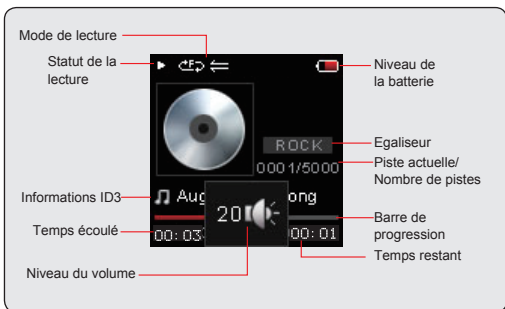 Mode de lecture
Statut de la
lecture
Niveau de
la batterie
ROCK
Egaliseur
0001/5000
Piste actuelle/
Nombre de pistes
Informations ID3
Aug
ong
20
Barre de
progression
Temps écoulé
00:03
00:01
Temps restant
Niveau du volume